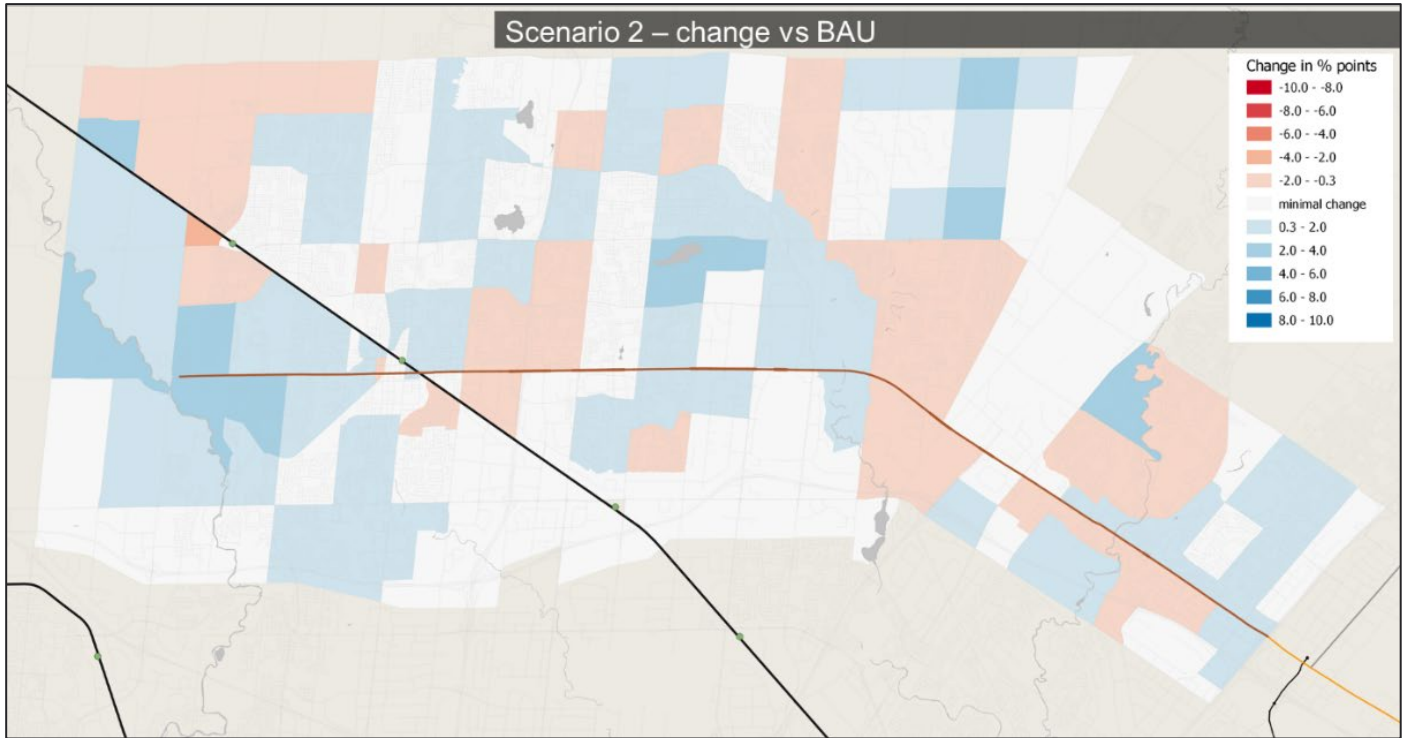 Scenario 2 – change vs BAU
Change in % points
-10.0 - -8.0
-8.0 - -6.0
-6.0 - -4.0
-4.0 - -2.0
-2.0 - -0.3
minimal change
0.3 - 2.0
2.0 - 4.0
4.0 - 6.0
6.0 - 8.0
8.0 - 10.0